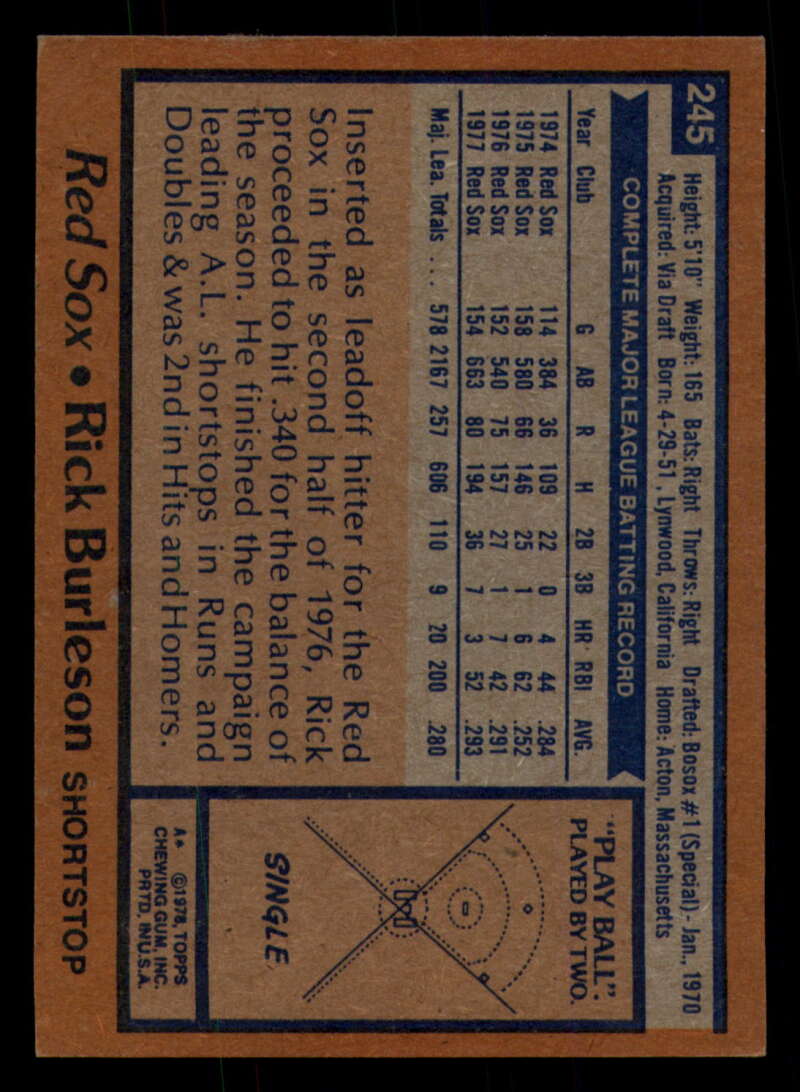 245
Height: 5'10" Weight: 165 Bats: Right Throws: Right Drafted: Bosox #1 (Special)-Jan., 1970
Acquired: Via Draft Born: 4-29-51, Lynwood, California Home: Acton, Massachusetts
COMPLETE MAJOR LEAGUE BATTING RECORD
Year Club G AB R H 2B 3B HR RBI AVG.
1974 Red Sox 114 384 36 109 22 0 4 44 .284
1975 Red Sox 158 580 66 146 25 1 6 62 .252
1976 Red Sox 152 540 75 157 27 1 7 42 .291
1977 Red Sox 154 663 80 194 36 7 3 52 .293
Maj. Lea. Totals ... 578 2167 257 606 110 9 20 200 .280
Inserted as leadoff hitter for the Red
Sox in the second half of 1976, Rick
proceeded to hit .340 for the balance of
the season. He finished the campaign
leading A.L. shortstops in Runs and
Doubles & was 2nd in Hits and Homers.
"PLAY BALL":
PLAYED BY TWO.
SINGLE
A* ©1978, TOPPS
CHEWING GUM, INC.
PRTD. IN U.S.A.
Red Sox • Rick Burleson SHORTSTOP